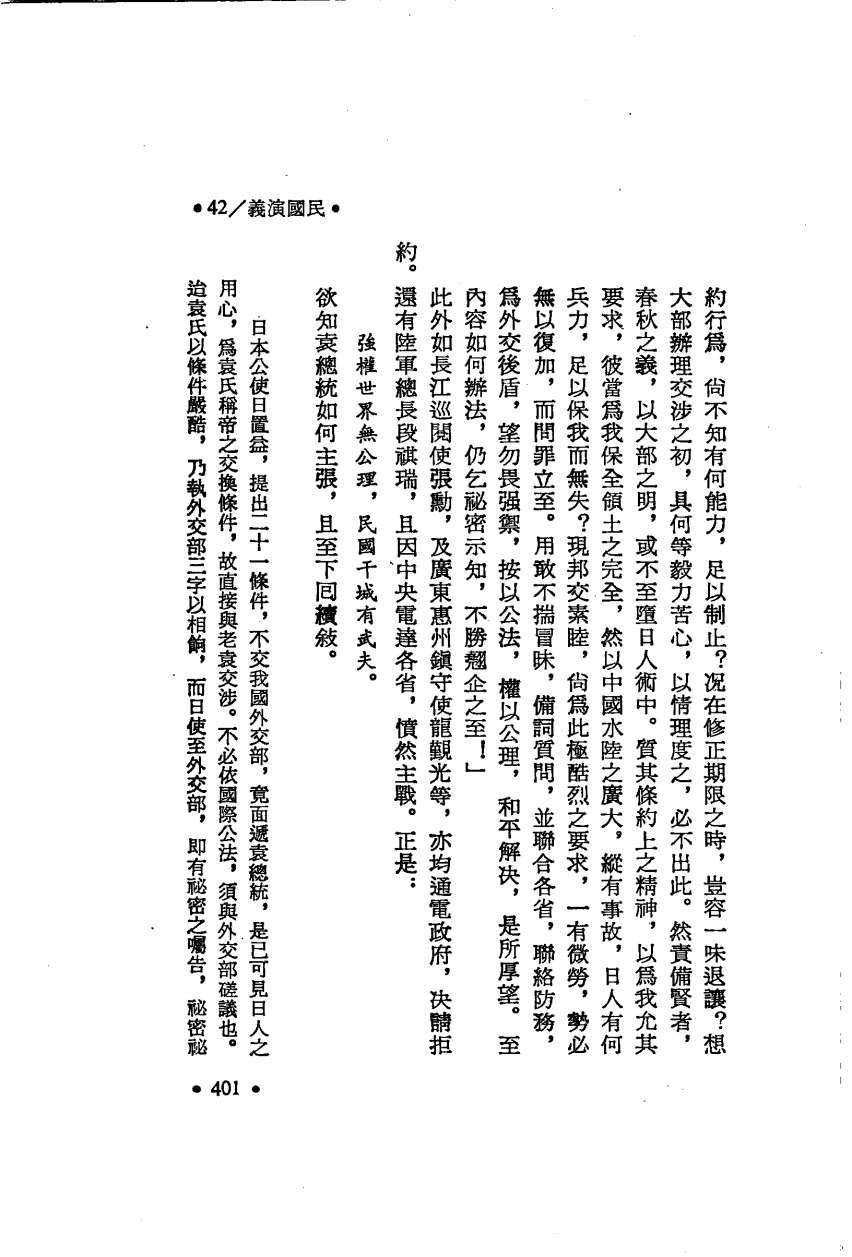 •42／義演國民•
約行爲，尙不知有何能力，足以制止？況在修正期限之時，豈容一味退讓？想
大部辦理交涉之初，具何等毅力苦心，以情理度之，必不出此。然責備賢者，
春秋之義，以大部之明，或不至墮日人術中。質其條約上之精神，以爲我允其
要求，彼當爲我保全領土之完全，然以中國水陸之廣大，縱有事故，日人有何
兵力，足以保我而無失？現邦交素睦，尙爲此極酷烈之要求，一有微勞，勢必
無以復加，而問罪立至。用敢不揣冒昧，備詞質問，並聯合各省，聯絡防務，
爲外交後盾，望勿畏强禦，按以公法，權以公理，和平解決，是所厚望。至
內容如何辦法，仍乞祕密示知，不勝翹企之至！」
此外如長江巡閱使張勳，及廣東惠州鎭守使龍覲光等，亦均通電政府，決請拒
約。還有陸軍總長段祺瑞，且因中央電達各省，憤然主戰。正是：
強權世界無公理，民國干城有武夫。
欲知袁總統如何主張，且至下回續敍。
日本公使日置益，提出二十一條件，不交我國外交部，竟面遞袁總統，是已可見日人之
用心，爲袁氏稱帝之交換條件，故直接與老袁交涉。不必依國際公法，須與外交部磋議也。
迨袁氏以條件嚴酷，乃執外交部三字以相餉，而日使至外交部，卽有祕密之囑告，祕密祕
•401•